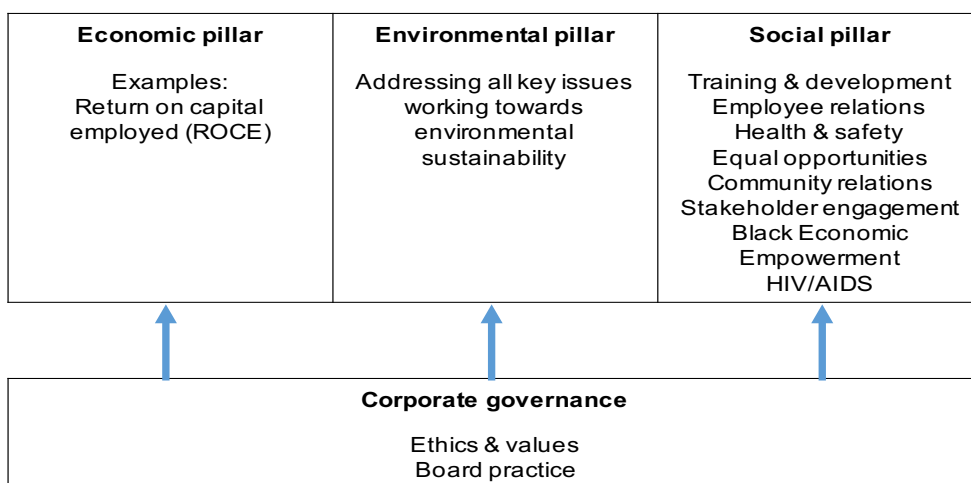 Economic pillar
Examples:
Return on capital
employed (ROCE)
Environmental pillar
Addressing all key issues
working towards
environmental
sustainability
Social pillar
Training & development
Employee relations
Health & safety
Equal opportunities
Community relations
Stakeholder engagement
Black Economic
Empowerment
HIV/AIDS
Corporate governance
Ethics & values
Board practice